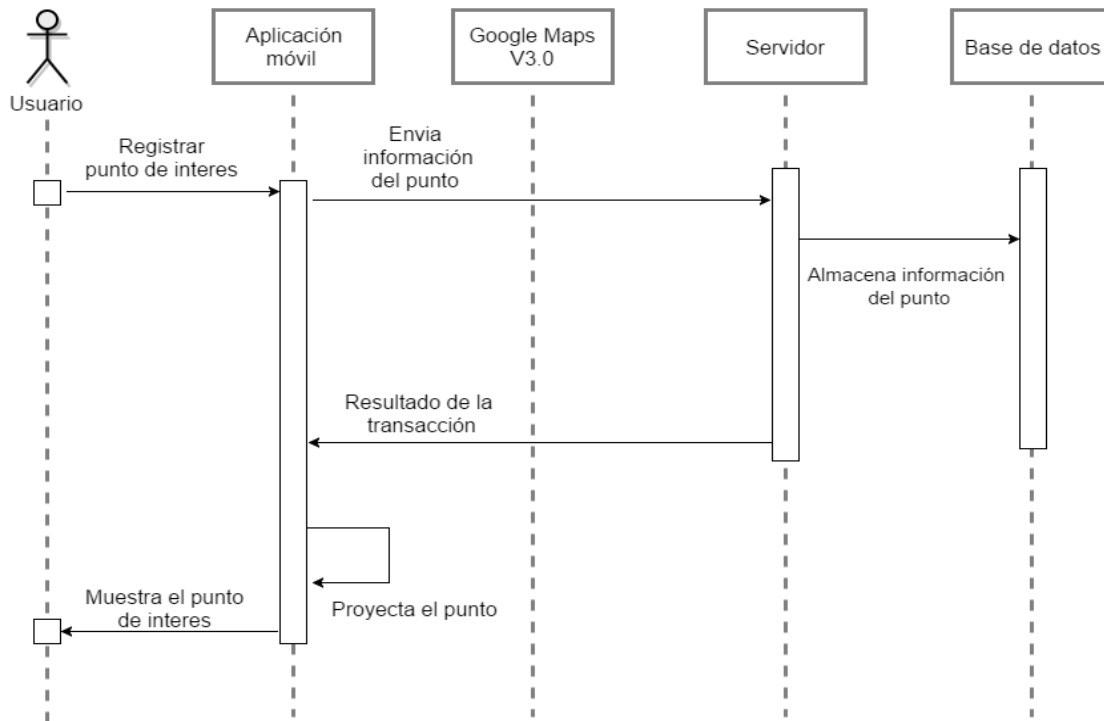 Aplicación
móvil
Google Maps
V3.0
Servidor
Base de datos
Usuario
Registrar
punto de interes
Envia
información
del punto
Almacena información
del punto
Resultado de la
transacción
Proyecta el punto
Muestra el punto
de interes